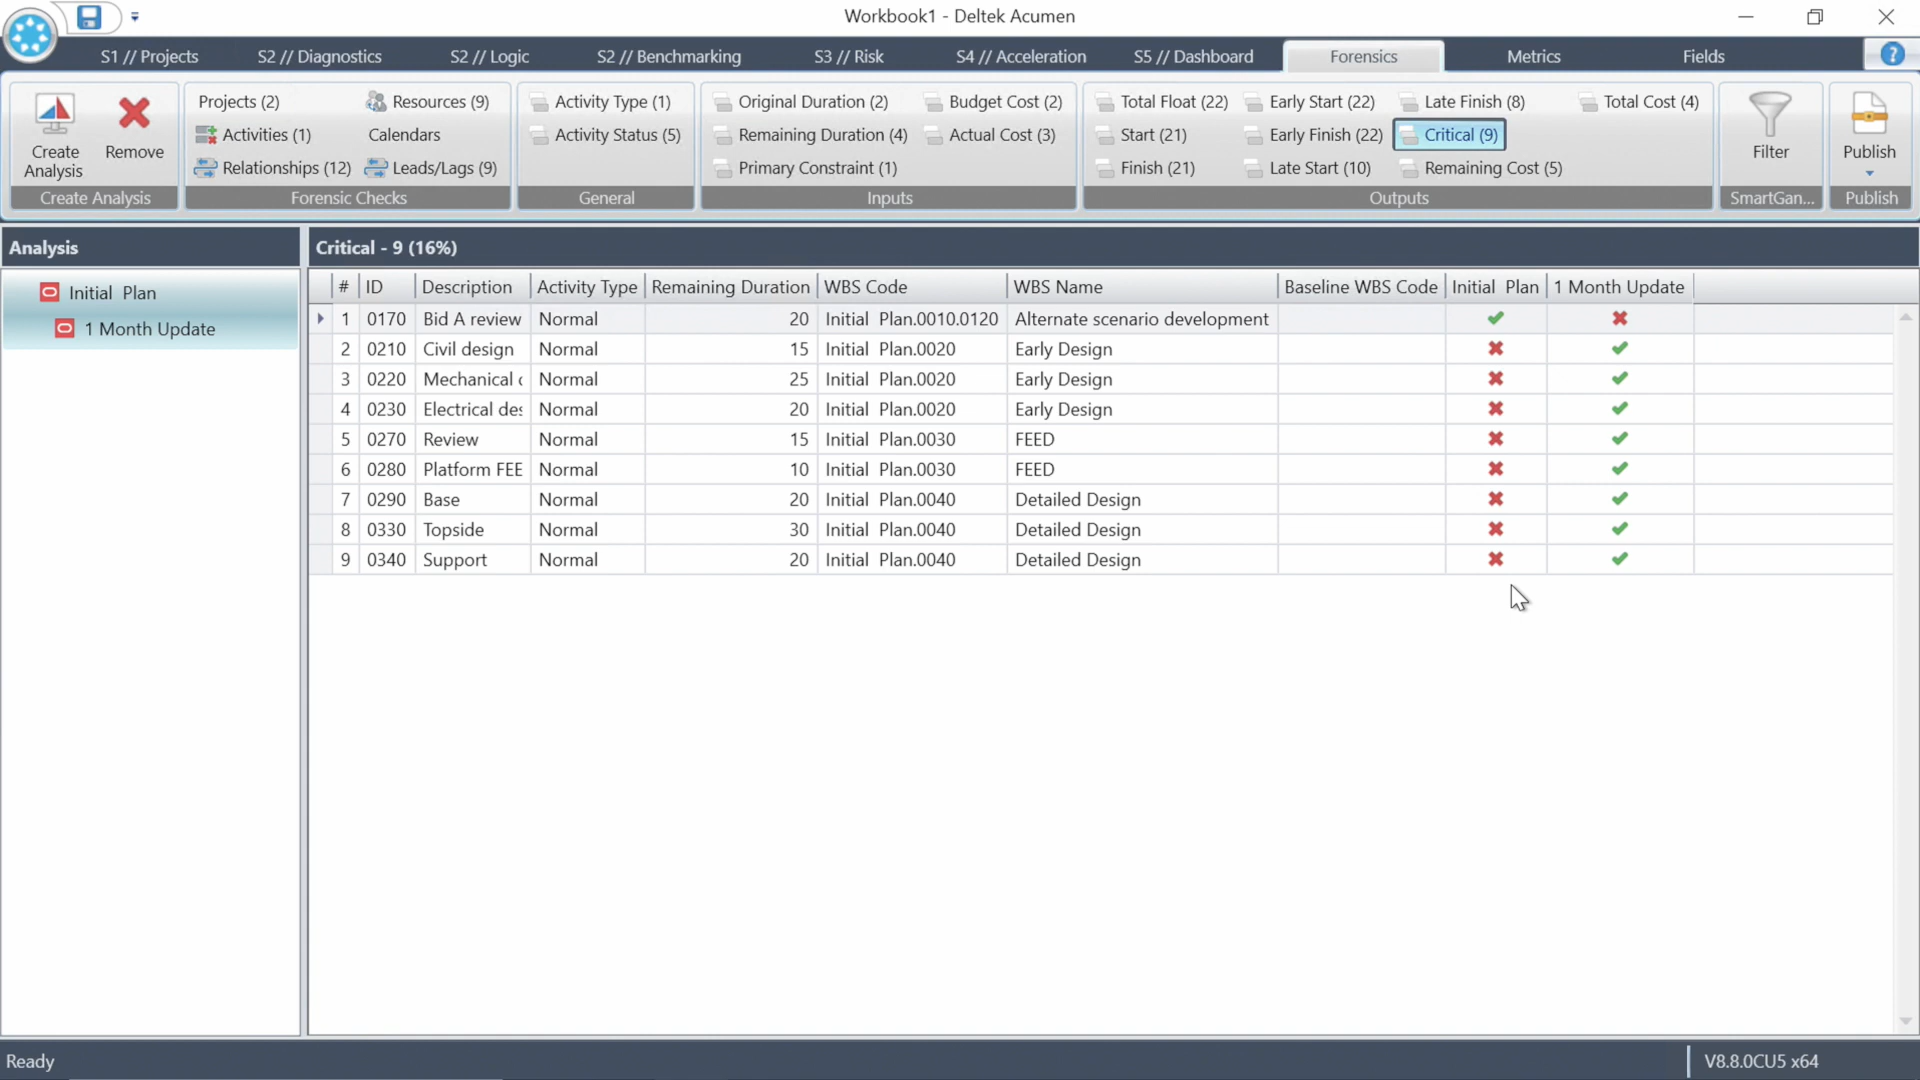 Workbook1 - Deltek Acumen
S1 // Projects S2 // Diagnostics S2 // Logic S2 // Benchmarking S3 // Risk S4 // Acceleration S5 // Dashboard Forensics Metrics Fields ?
Projects (2) Resources (9) Activity Type (1) Original Duration (2) Budget Cost (2) Total Float (22) Early Start (22) Late Finish (8) Total Cost (4)
Activities (1) Calendars Activity Status (5) Remaining Duration (4) Actual Cost (3) Start (21) Early Finish (22) Critical (9)
Create Analysis Remove Relationships (12) Leads/Lags (9) Primary Constraint (1) Finish (21) Late Start (10) Remaining Cost (5) Filter Publish
Create Analysis Forensic Checks General Inputs Outputs SmartGan... Publish
Analysis Critical - 9 (16%)
Initial Plan
1 Month Update
# ID Description Activity Type Remaining Duration WBS Code WBS Name Baseline WBS Code Initial Plan 1 Month Update
1 0170 Bid A review Normal 20 Initial Plan.0010.0120 Alternate scenario development
2 0210 Civil design Normal 15 Initial Plan.0020 Early Design
3 0220 Mechanical Normal 25 Initial Plan.0020 Early Design
4 0230 Electrical des Normal 20 Initial Plan.0020 Early Design
5 0270 Review Normal 15 Initial Plan.0030 FEED
6 0280 Platform FEE Normal 10 Initial Plan.0030 FEED
7 0290 Base Normal 20 Initial Plan.0040 Detailed Design
8 0330 Topside Normal 30 Initial Plan.0040 Detailed Design
9 0340 Support Normal 20 Initial Plan.0040 Detailed Design
Ready V8.8.0CU5 x64